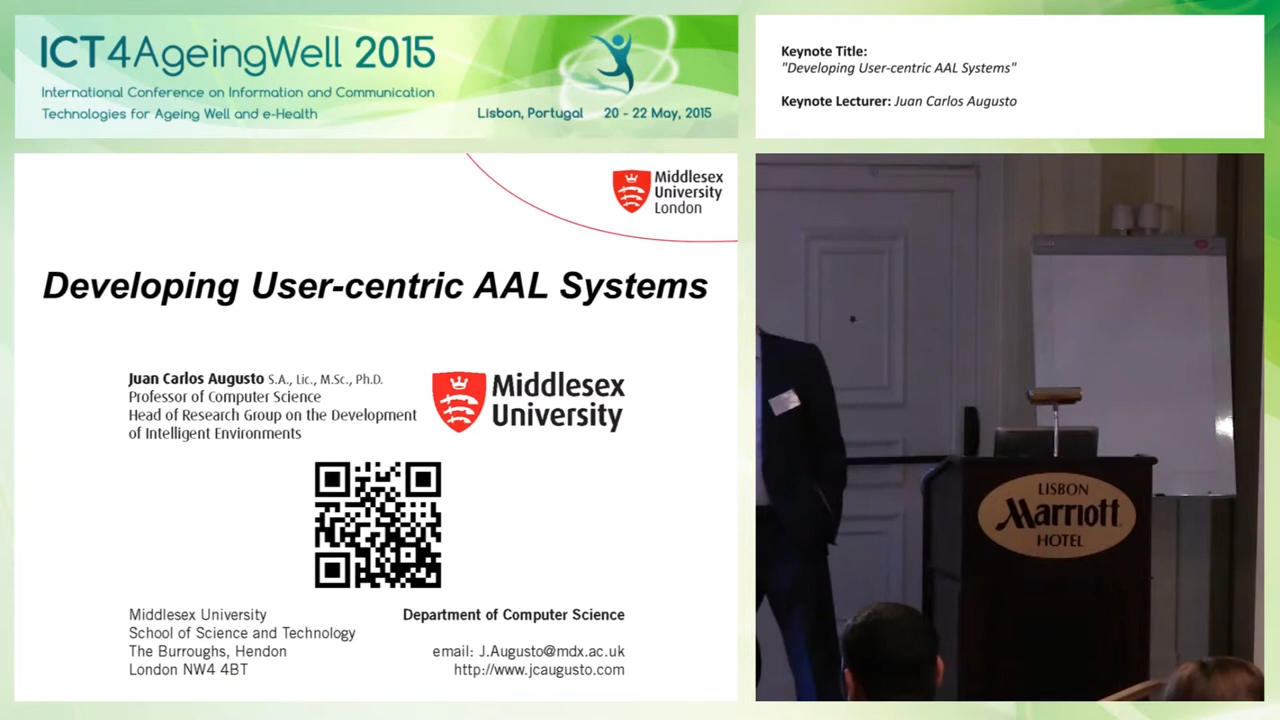 ICT4AgeingWell 2015
International Conference on Information and Communication
Technologies for Ageing Well and e-Health
Lisbon, Portugal 20 - 22 May, 2015
Keynote Title:
"Developing User-centric AAL Systems"
Keynote Lecturer: Juan Carlos Augusto
Middlesex
University
London
Developing User-centric AAL Systems
Juan Carlos Augusto S.A., Lic., M.Sc., Ph.D.
Professor of Computer Science
Head of Research Group on the Development
of Intelligent Environments
Middlesex
University
Middlesex University
School of Science and Technology
The Burroughs, Hendon
London NW4 4BT
Department of Computer Science
email: J.Augusto@mdx.ac.uk
http://www.jcaugusto.com
LISBON
Marriott
HOTEL